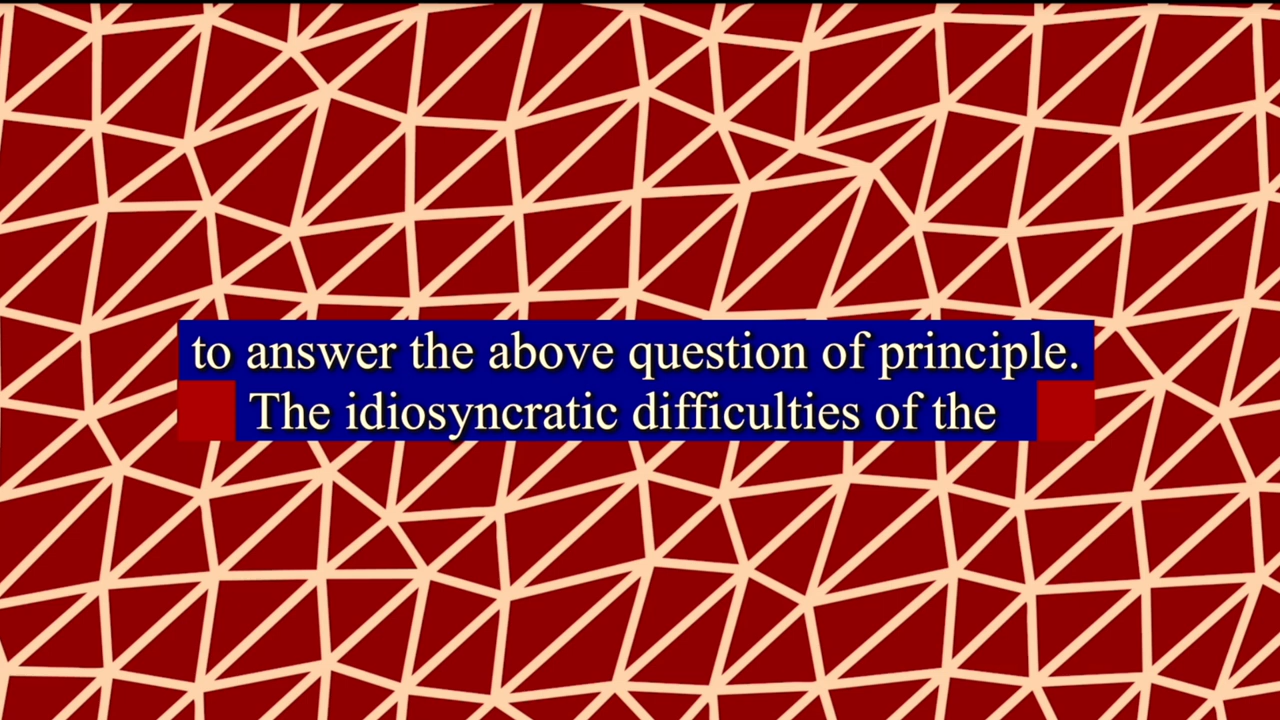 to answer the above question of principle.
The idiosyncratic difficulties of the